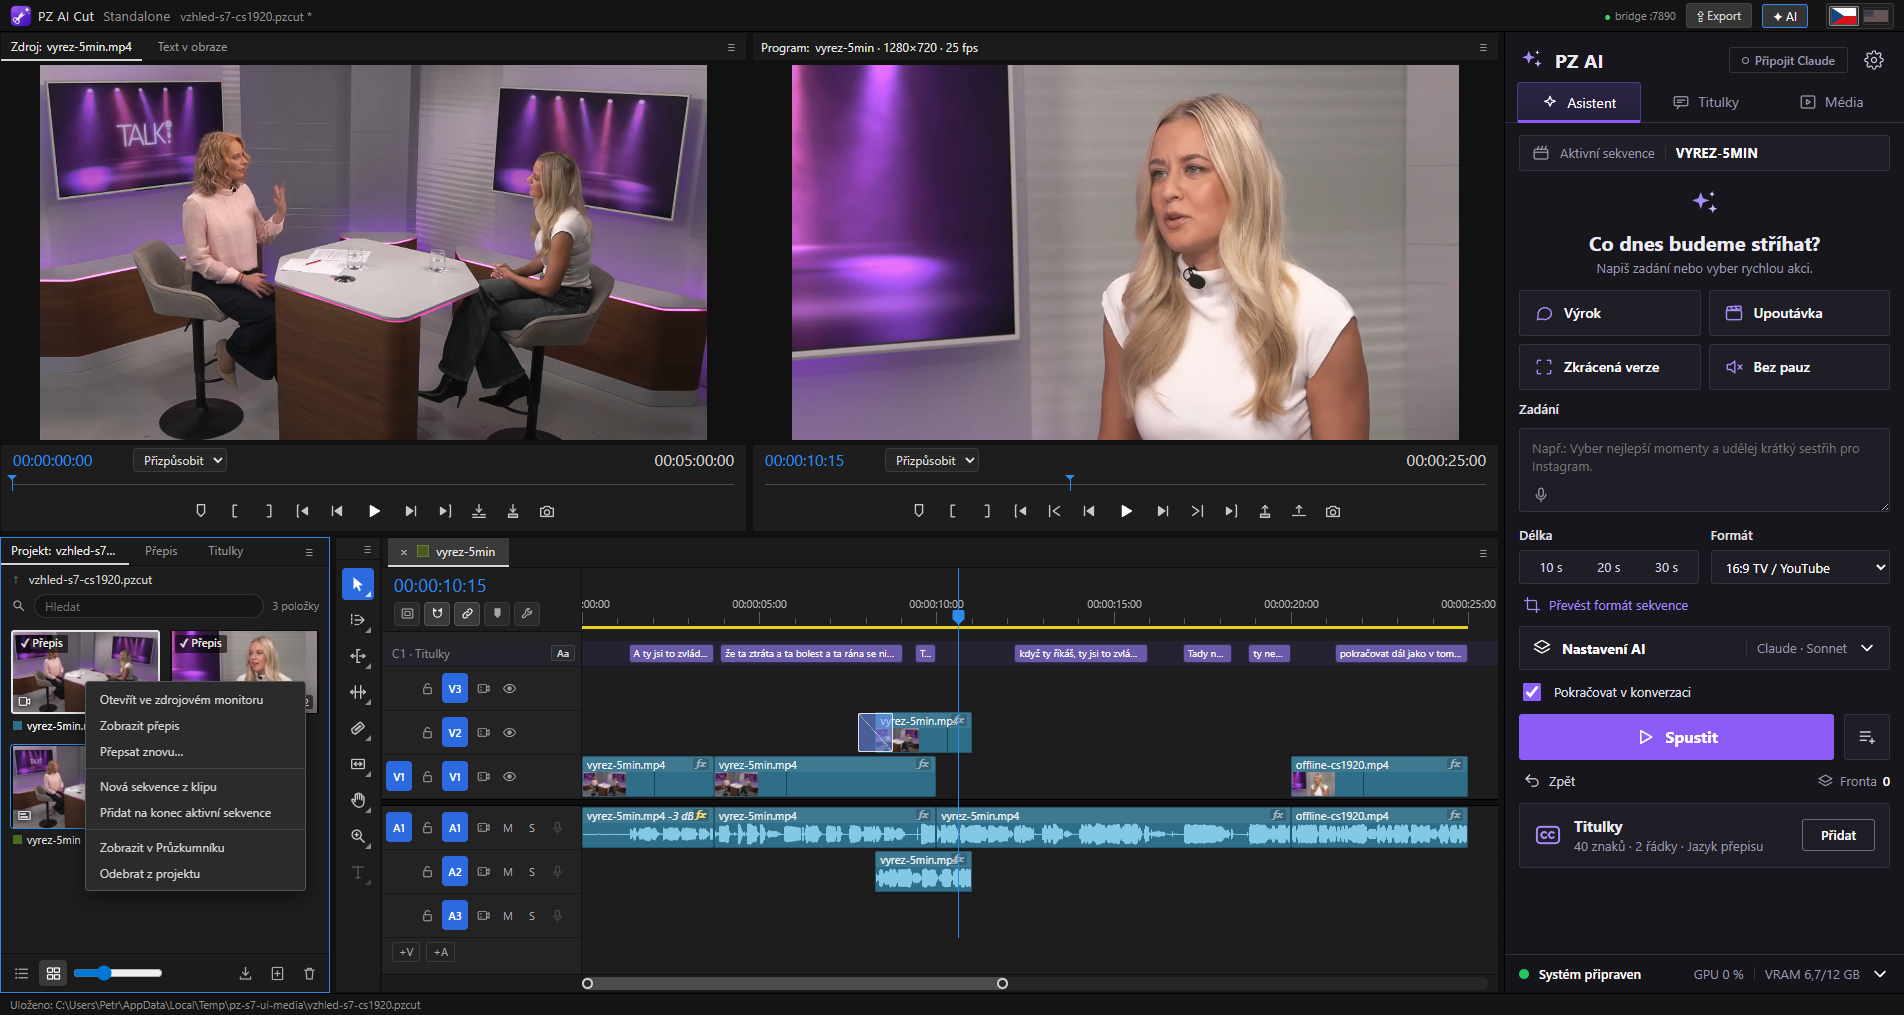 PZ AI Cut Standalone vzhled-s7-cs1920.pzcut *
bridge :7890 Export AI
Zdroj: vyrez-5min.mp4 Text v obraze
Program: vyrez-5min · 1280×720 · 25 fps
TALK!
00:00:00:00 Přizpůsobit 00:05:00:00
00:00:10:15 Přizpůsobit 00:00:25:00
Projekt: vzhled-s7... Přepis Titulky
vzhled-s7-cs1920.pzcut
Hledat 3 položky
Přepis
Přepis
vyrez-5min.
vyrez-5min
Otevřít ve zdrojovém monitoru
Zobrazit přepis
Přepsat znovu...
Nová sekvence z klipu
Přidat na konec aktivní sekvence
Zobrazit v Průzkumníku
Odebrat z projektu
vyrez-5min
00:00:10:15
:00:00 00:00:05:00 00:00:10:00 00:00:15:00 00:00:20:00 00:00:25:00
C1 · Titulky Aa
A ty jsi to zvlád... že ta ztráta a ta bolest a ta rána se ni... T... když ty říkáš, ty jsi to zvlá... Tady n... ty ne... pokračovat dál jako v tom...
V3
V2 vyrez-5min.mp4 fx
V1 V1 vyrez-5min.mp4 fx vyrez-5min.mp4 fx offline-cs1920.mp4 fx
A1 A1 M S vyrez-5min.mp4 -3 dB fx vyrez-5min.mp4 fx vyrez-5min.mp4 fx offline-cs1920.mp4 fx
A2 M S vyrez-5min.mp4 fx
A3 M S
+V +A
T
Uloženo: C:\Users\Petr\AppData\Local\Temp\pz-s7-ui-media\vzhled-s7-cs1920.pzcut
PZ AI Připojit Claude
Asistent Titulky Média
Aktivní sekvence VYREZ-5MIN
Co dnes budeme stříhat?
Napiš zadání nebo vyber rychlou akci.
Výrok Upoutávka
Zkrácená verze Bez pauz
Zadání
Např.: Vyber nejlepší momenty a udělej krátký sestřih pro
Instagram.
Délka Formát
10 s 20 s 30 s 16:9 TV / YouTube
Převést formát sekvence
Nastavení AI Claude · Sonnet
Pokračovat v konverzaci
Spustit
Zpět Fronta 0
CC Titulky Přidat
40 znaků · 2 řádky · Jazyk přepisu
Systém připraven GPU 0 % VRAM 6,7/12 GB